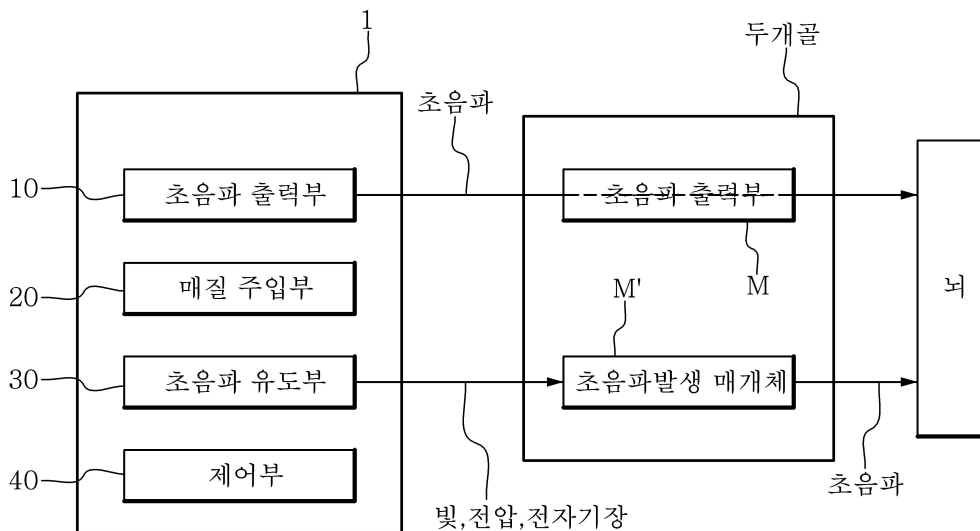 1
두개골
초음파
10
초음파 출력부
초음파 출력부
20
매질 주입부
M'
M
뇌
30
초음파 유도부
초음파발생 매개체
40
제어부
초음파
빛,전압,전자기장